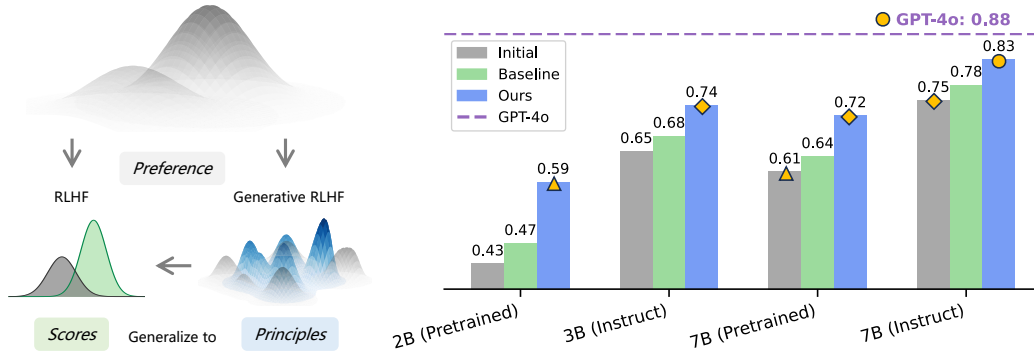 Preference
RLHF
Generative RLHF
Scores
Generalize to
Principles
GPT-4o: 0.88
Initial
Baseline
Ours
GPT-4o
0.43
0.47
0.59
0.65
0.68
0.74
0.61
0.64
0.72
0.75
0.78
0.83
2B (Pretrained)
3B (Instruct)
7B (Pretrained)
7B (Instruct)